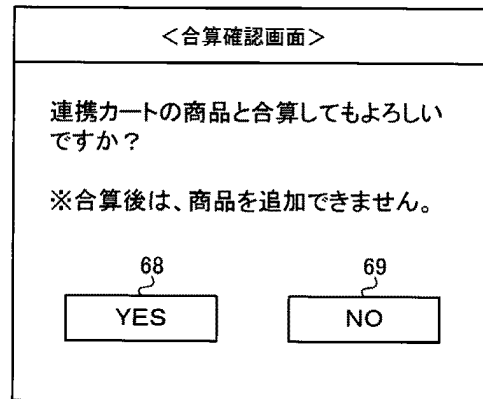 ＜合算確認画面＞
連携カートの商品と合算してもよろしい
ですか？
※合算後は、商品を追加できません。
68 69
YES NO